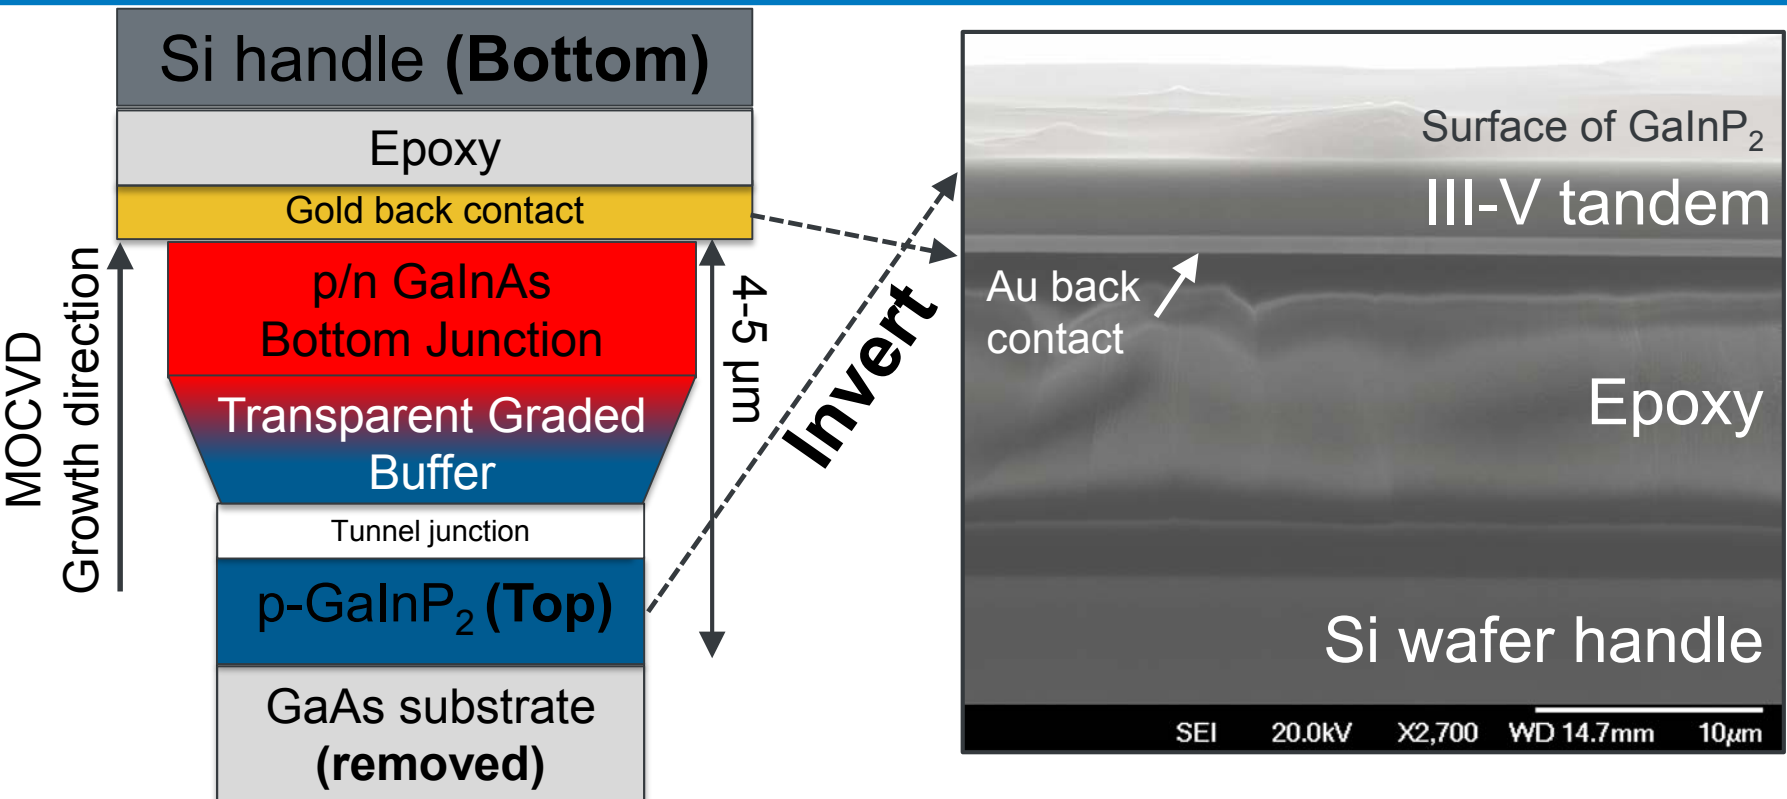 Si handle (Bottom)
Epoxy
Gold back contact
MOCVD
Growth direction
p/n GaInAs
Bottom Junction
4-5 µm
Transparent Graded
Buffer
Tunnel junction
p-GaInP₂ (Top)
GaAs substrate
(removed)
Invert
Surface of GaInP₂
III-V tandem
Au back
contact
Epoxy
Si wafer handle
SEI 20.0kV X2,700 WD 14.7mm 10µm